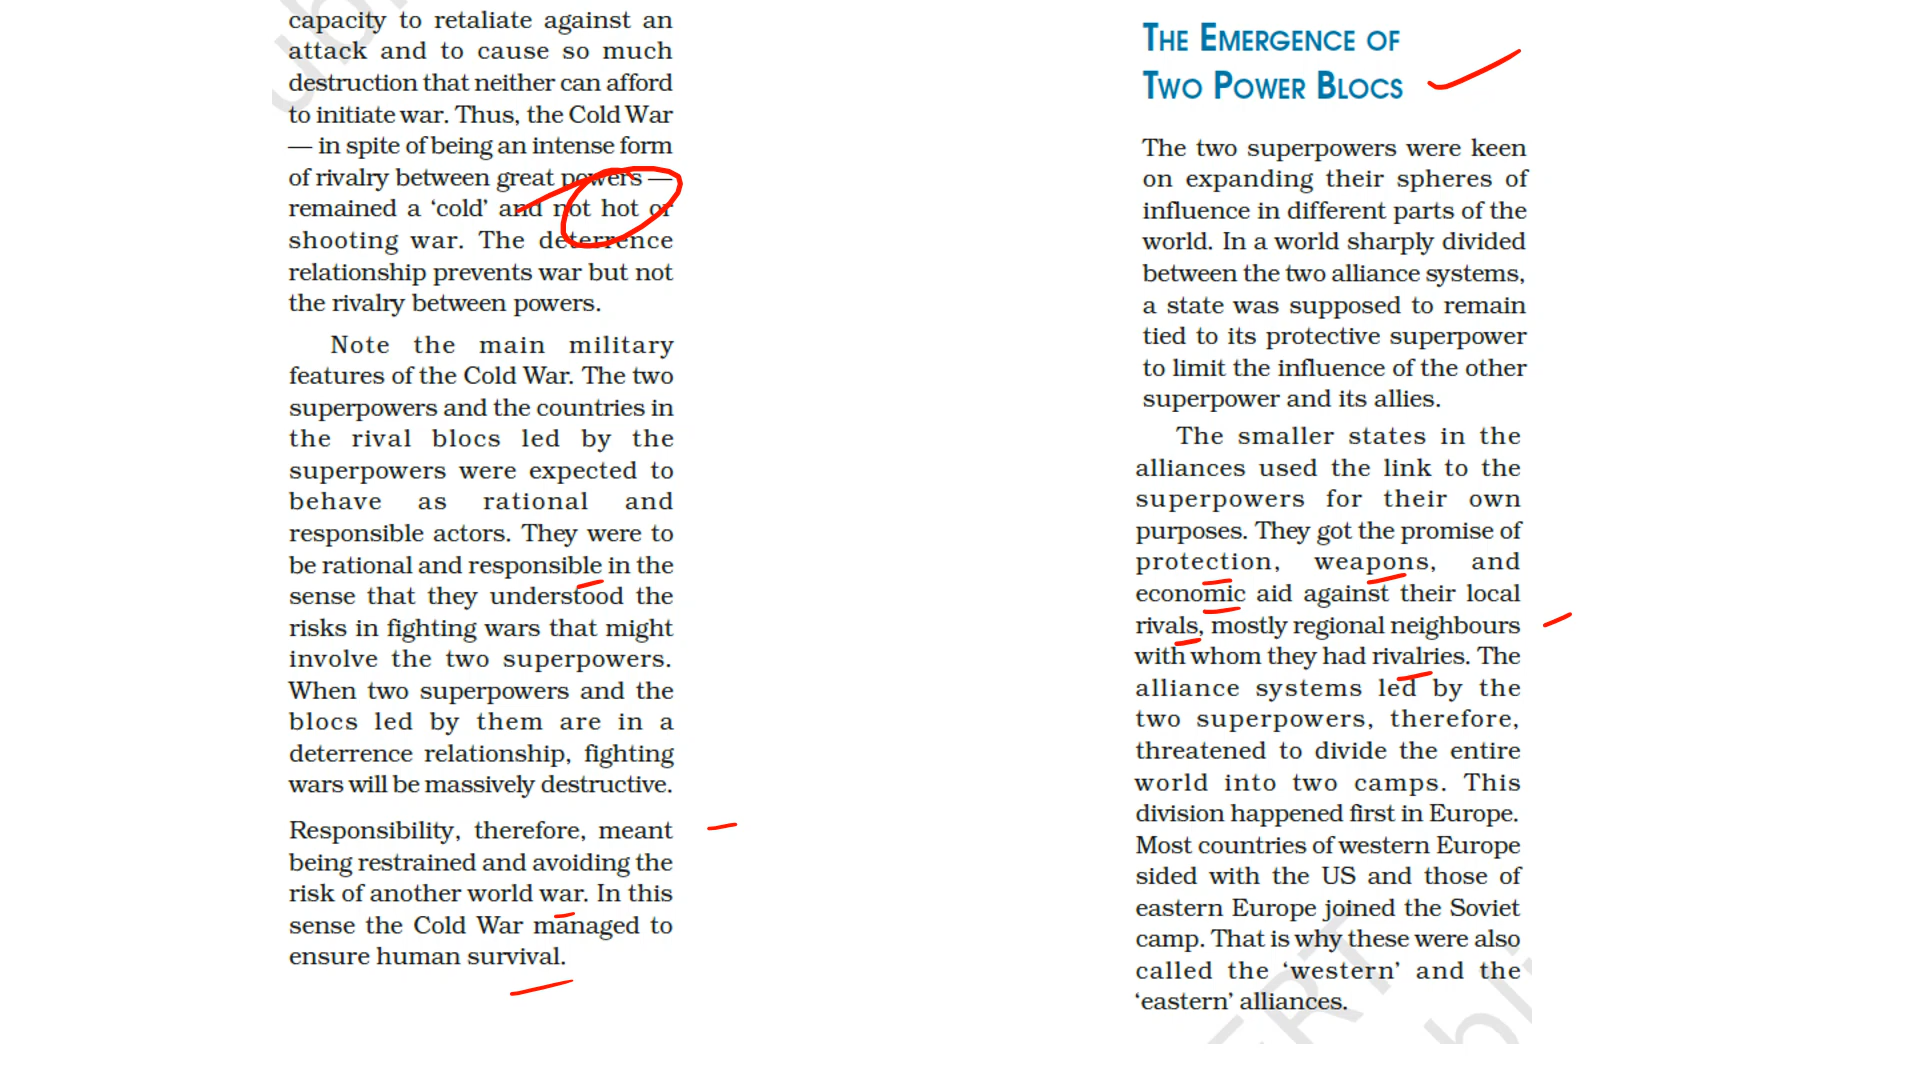 capacity to retaliate against an
attack and to cause so much
destruction that neither can afford
to initiate war. Thus, the Cold War
— in spite of being an intense form
of rivalry between great powers —
remained a ‘cold’ and not hot or
shooting war. The deterrence
relationship prevents war but not
the rivalry between powers.
Note the main military
features of the Cold War. The two
superpowers and the countries in
the rival blocs led by the
superpowers were expected to
behave as rational and
responsible actors. They were to
be rational and responsible in the
sense that they understood the
risks in fighting wars that might
involve the two superpowers.
When two superpowers and the
blocs led by them are in a
deterrence relationship, fighting
wars will be massively destructive.
Responsibility, therefore, meant
being restrained and avoiding the
risk of another world war. In this
sense the Cold War managed to
ensure human survival.
THE EMERGENCE OF
TWO POWER BLOCS
The two superpowers were keen
on expanding their spheres of
influence in different parts of the
world. In a world sharply divided
between the two alliance systems,
a state was supposed to remain
tied to its protective superpower
to limit the influence of the other
superpower and its allies.
The smaller states in the
alliances used the link to the
superpowers for their own
purposes. They got the promise of
protection, weapons, and
economic aid against their local
rivals, mostly regional neighbours
with whom they had rivalries. The
alliance systems led by the
two superpowers, therefore,
threatened to divide the entire
world into two camps. This
division happened first in Europe.
Most countries of western Europe
sided with the US and those of
eastern Europe joined the Soviet
camp. That is why these were also
called the ‘western’ and the
‘eastern’ alliances.